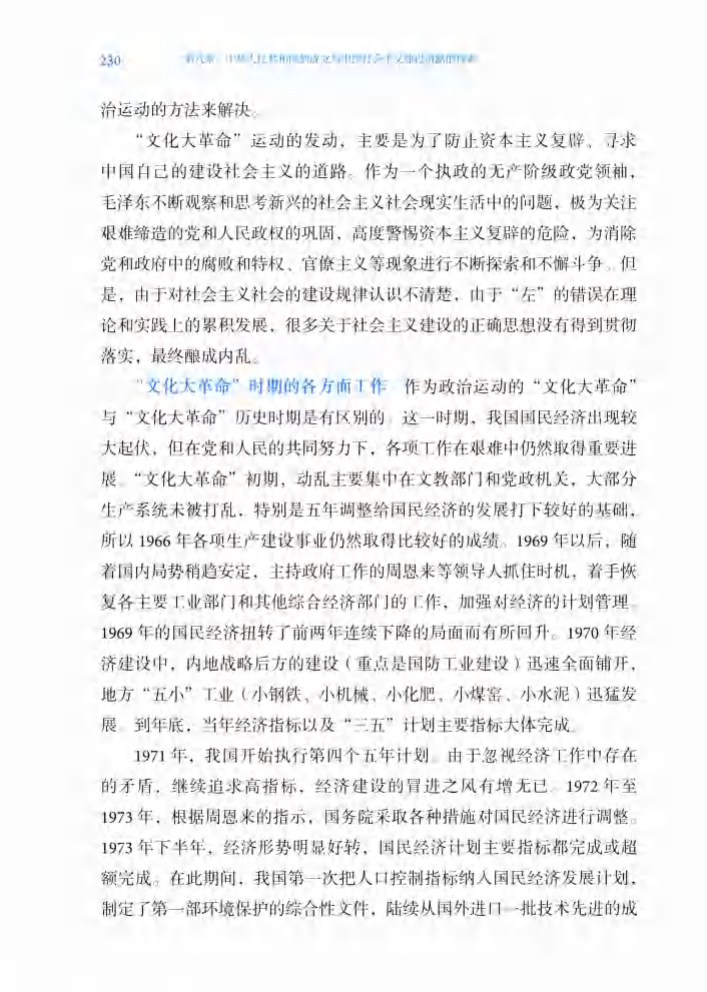 230 第八章 中华人民共和国的成立与中国社会主义建设道路的探索
治运动的方法来解决。
“文化大革命”运动的发动，主要是为了防止资本主义复辟、寻求
中国自己的建设社会主义的道路。作为一个执政的无产阶级政党领袖，
毛泽东不断观察和思考新兴的社会主义社会现实生活中的问题，极为关注
艰难缔造的党和人民政权的巩固，高度警惕资本主义复辟的危险，为消除
党和政府中的腐败和特权、官僚主义等现象进行不断探索和不懈斗争。但
是，由于对社会主义社会的建设规律认识不清楚，由于“左”的错误在理
论和实践上的累积发展，很多关于社会主义建设的正确思想没有得到贯彻
落实，最终酿成内乱。
“文化大革命”时期的各方面工作 作为政治运动的“文化大革命”
与“文化大革命”历史时期是有区别的。这一时期，我国国民经济出现较
大起伏，但在党和人民的共同努力下，各项工作在艰难中仍然取得重要进
展。“文化大革命”初期，动乱主要集中在文教部门和党政机关，大部分
生产系统未被打乱，特别是五年调整给国民经济的发展打下较好的基础，
所以 1966 年各项生产建设事业仍然取得比较好的成绩。1969 年以后，随
着国内局势稍趋安定，主持政府工作的周恩来等领导人抓住时机，着手恢
复各主要工业部门和其他综合经济部门的工作，加强对经济的计划管理。
1969 年的国民经济扭转了前两年连续下降的局面而有所回升。1970 年经
济建设中，内地战略后方的建设（重点是国防工业建设）迅速全面铺开，
地方“五小”工业（小钢铁、小机械、小化肥、小煤窑、小水泥）迅猛发
展。到年底，当年经济指标以及“三五”计划主要指标大体完成。
1971 年，我国开始执行第四个五年计划。由于忽视经济工作中存在
的矛盾，继续追求高指标，经济建设的冒进之风有增无已。1972 年至
1973 年，根据周恩来的指示，国务院采取各种措施对国民经济进行调整。
1973 年下半年，经济形势明显好转，国民经济计划主要指标都完成或超
额完成。在此期间，我国第一次把人口控制指标纳入国民经济发展计划，
制定了第一部环境保护的综合性文件，陆续从国外进口一批技术先进的成